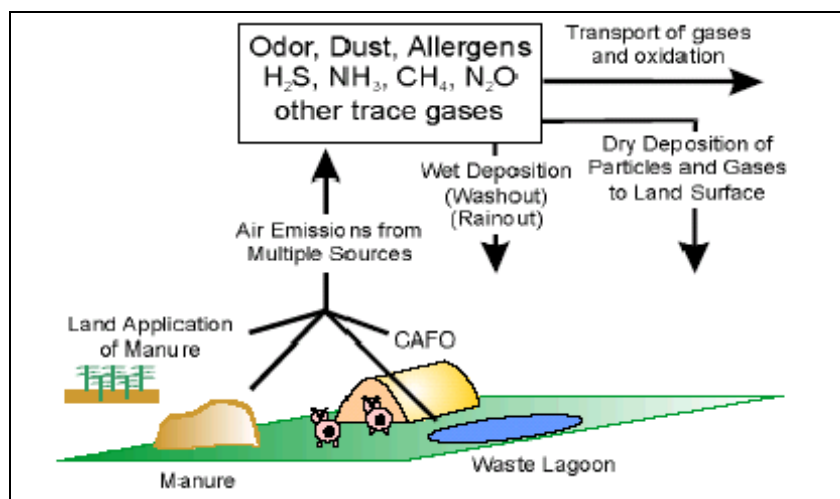 Odor, Dust, Allergens
H₂S, NH₃, CH₄, N₂O
other trace gases
Transport of gases
and oxidation
Wet Deposition
(Washout)
(Rainout)
Dry Deposition of
Particles and Gases
to Land Surface
Air Emissions from
Multiple Sources
Land Application
of Manure
CAFO
Manure
Waste Lagoon